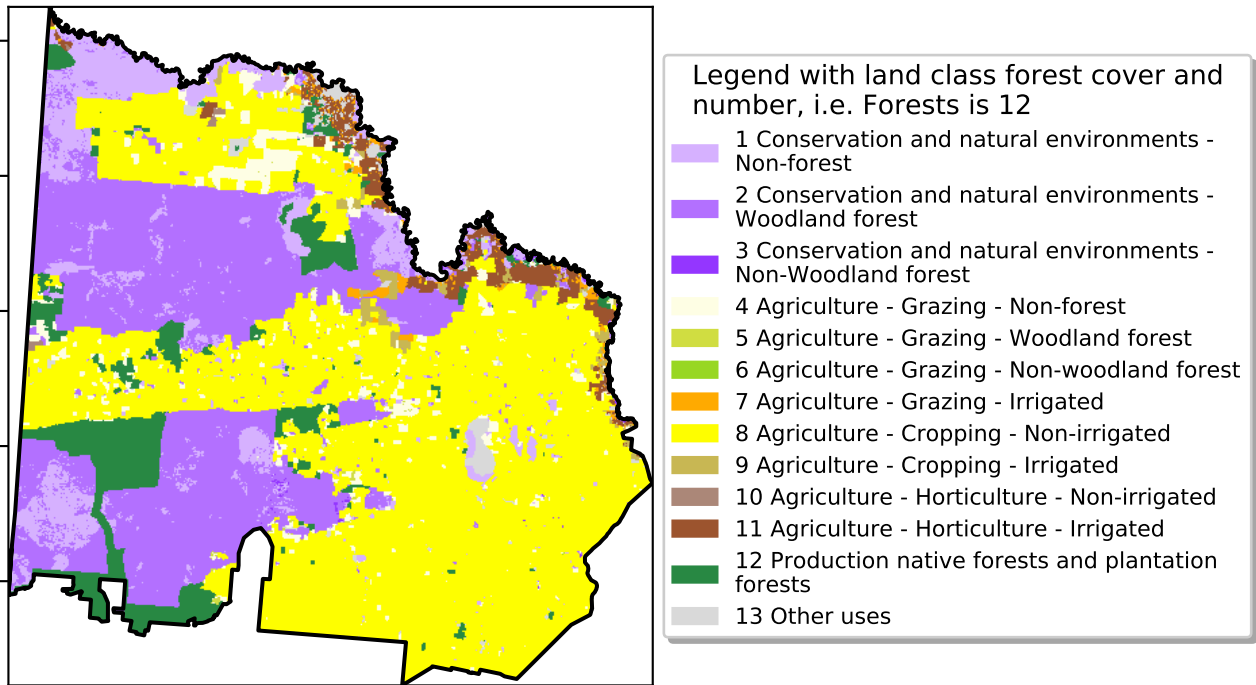 Legend with land class forest cover and
number, i.e. Forests is 12
1 Conservation and natural environments -
Non-forest
2 Conservation and natural environments -
Woodland forest
3 Conservation and natural environments -
Non-Woodland forest
4 Agriculture - Grazing - Non-forest
5 Agriculture - Grazing - Woodland forest
6 Agriculture - Grazing - Non-woodland forest
7 Agriculture - Grazing - Irrigated
8 Agriculture - Cropping - Non-irrigated
9 Agriculture - Cropping - Irrigated
10 Agriculture - Horticulture - Non-irrigated
11 Agriculture - Horticulture - Irrigated
12 Production native forests and plantation
forests
13 Other uses